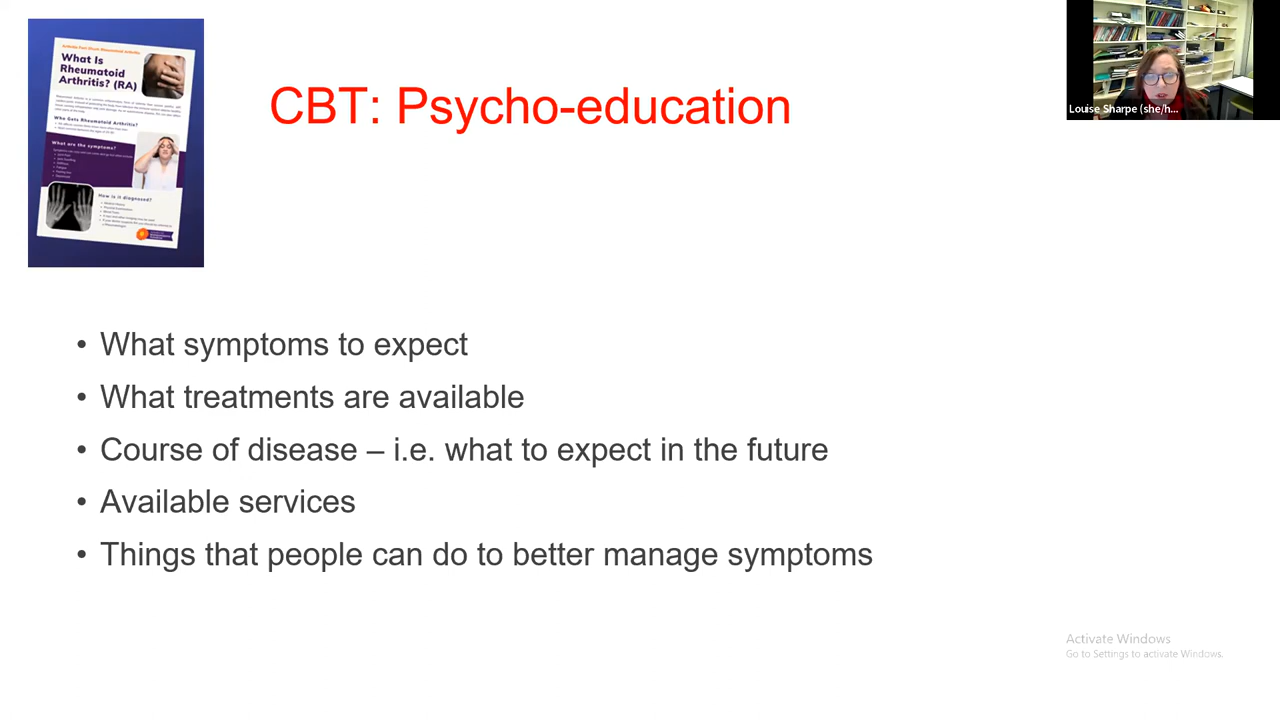 Arthritis Fact Sheet: Rheumatoid Arthritis
What Is
Rheumatoid
Arthritis? (RA)
Who Gets Rheumatoid Arthritis?
What are the symptoms?
How is it diagnosed?
CBT: Psycho-education
Louise Sharpe (she/h...
• What symptoms to expect
• What treatments are available
• Course of disease – i.e. what to expect in the future
• Available services
• Things that people can do to better manage symptoms
Activate Windows
Go to Settings to activate Windows.